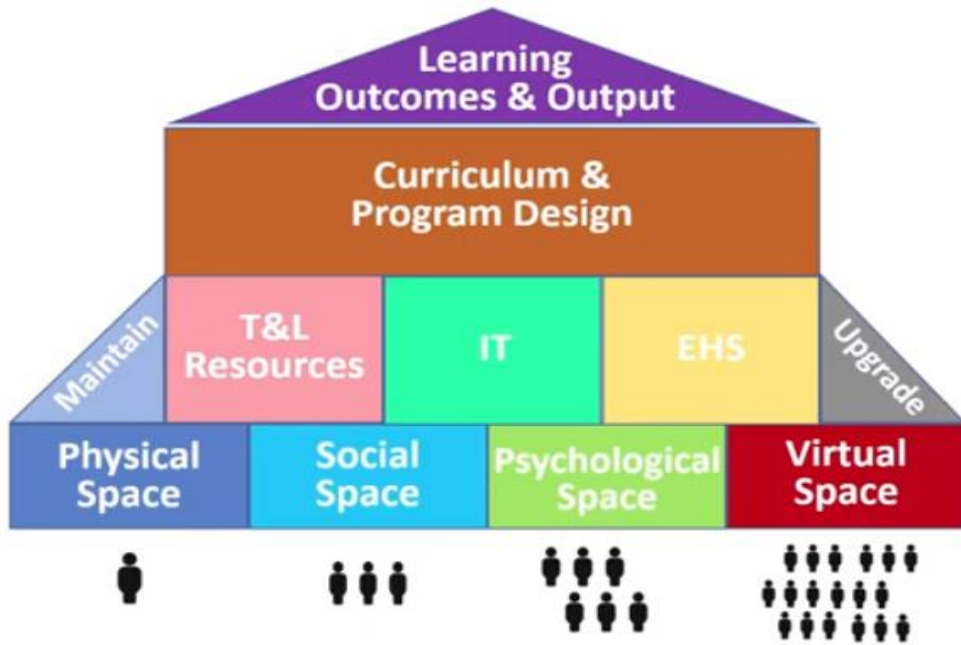 Learning
Outcomes & Output
Curriculum &
Program Design
Maintain
T&L
Resources
IT
EHS
Upgrade
Physical
Space
Social
Space
Psychological
Space
Virtual
Space